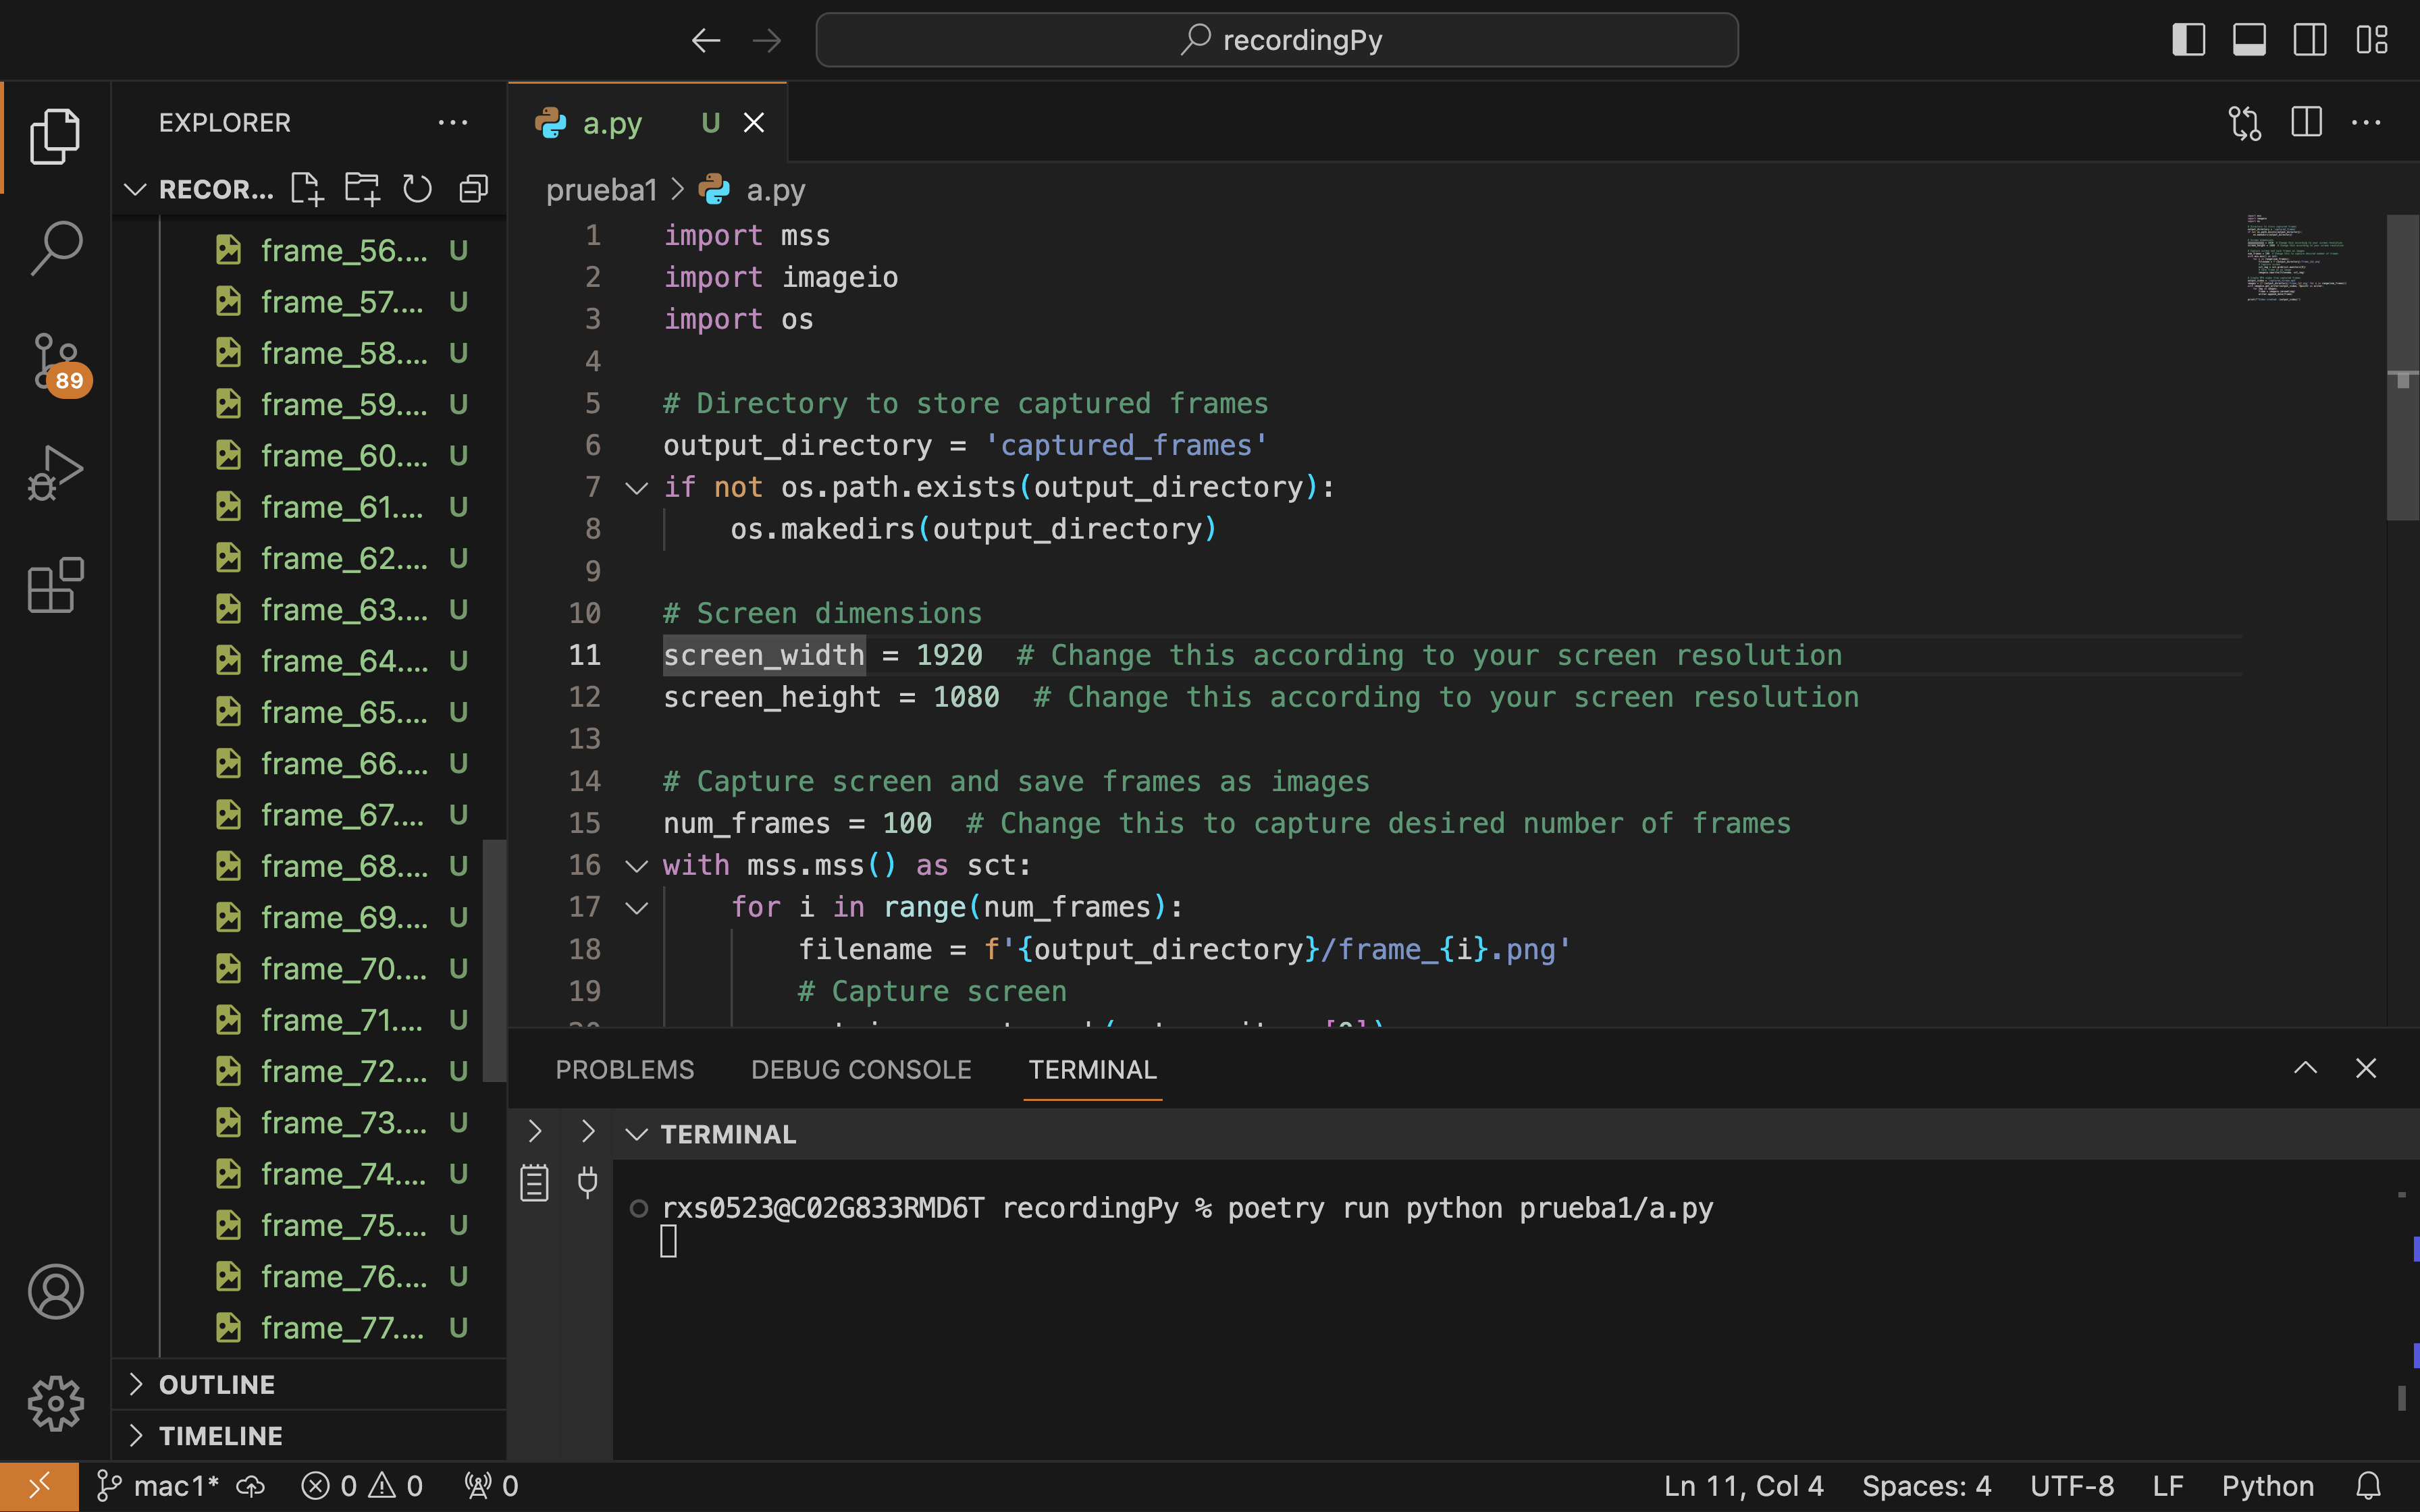 recordingPy
EXPLORER
RECOR...
frame_56.... U
frame_57.... U
frame_58.... U
frame_59.... U
frame_60.... U
frame_61.... U
frame_62.... U
frame_63.... U
frame_64.... U
frame_65.... U
frame_66.... U
frame_67.... U
frame_68.... U
frame_69.... U
frame_70.... U
frame_71.... U
frame_72.... U
frame_73.... U
frame_74.... U
frame_75.... U
frame_76.... U
frame_77.... U
OUTLINE
TIMELINE
89
a.py U
prueba1 > a.py
1 import mss
2 import imageio
3 import os
4
5 # Directory to store captured frames
6 output_directory = 'captured_frames'
7 if not os.path.exists(output_directory):
8 os.makedirs(output_directory)
9
10 # Screen dimensions
11 screen_width = 1920 # Change this according to your screen resolution
12 screen_height = 1080 # Change this according to your screen resolution
13
14 # Capture screen and save frames as images
15 num_frames = 100 # Change this to capture desired number of frames
16 with mss.mss() as sct:
17 for i in range(num_frames):
18 filename = f'{output_directory}/frame_{i}.png'
19 # Capture screen
PROBLEMS DEBUG CONSOLE TERMINAL
TERMINAL
rxs0523@C02G833RMD6T recordingPy % poetry run python prueba1/a.py
mac1* 0 0 0 Ln 11, Col 4 Spaces: 4 UTF-8 LF Python